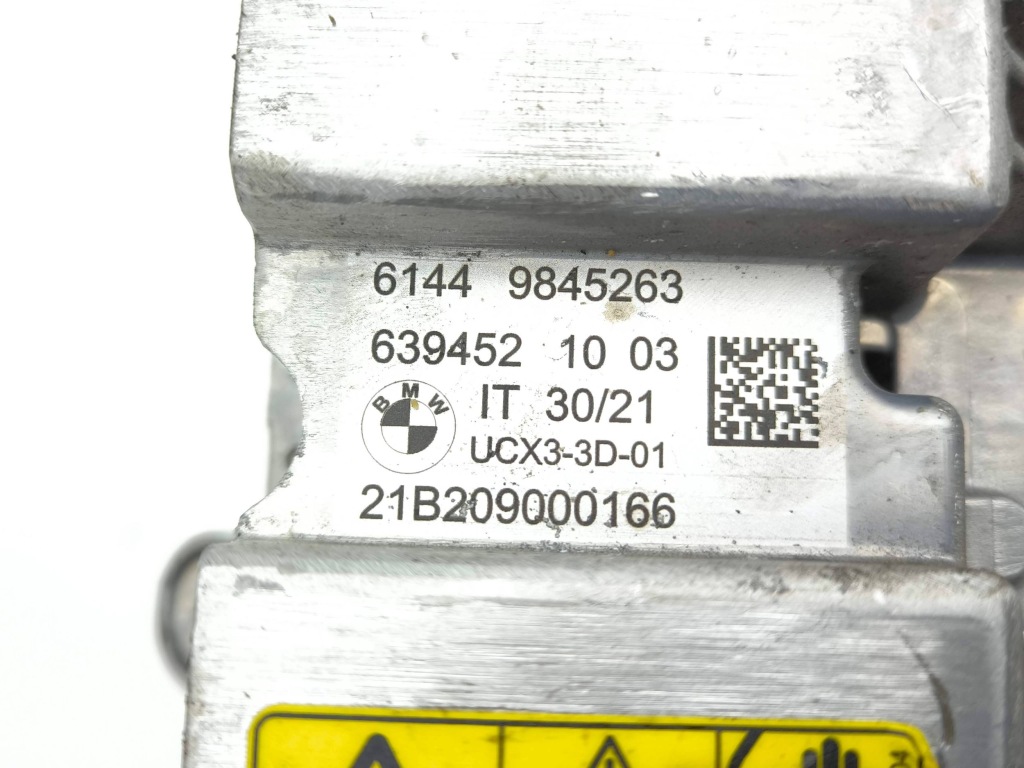 6144 9845263
639452 10 03
BMW IT 30/21
UCX3-3D-01
21B209000166